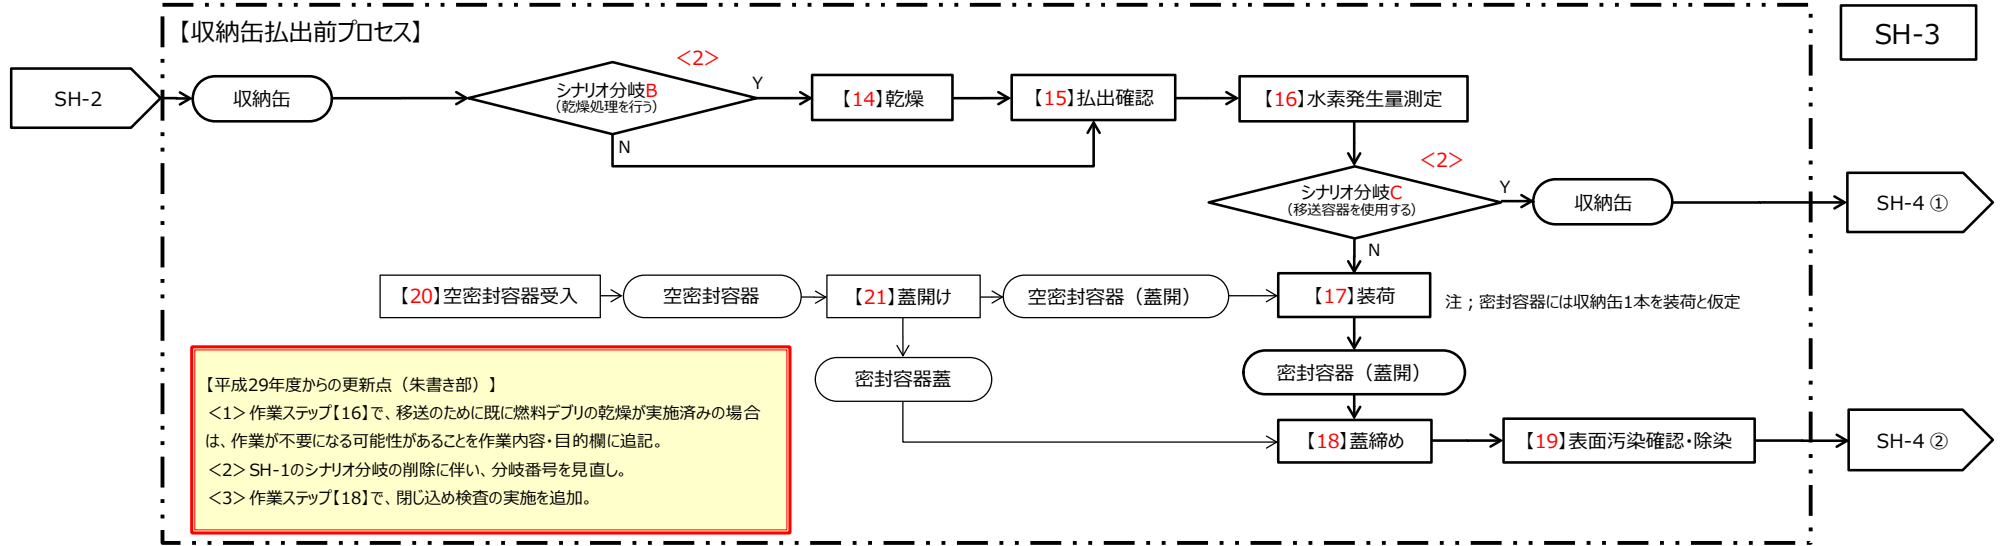 【収納缶払出前プロセス】
SH-3
SH-2
収納缶
シナリオ分岐B
（乾燥処理を行う）
<2>
Y
N
【14】乾燥
【15】払出確認
【16】水素発生量測定
<2>
シナリオ分岐C
（移送容器を使用する）
Y
N
収納缶
SH-4 ①
【20】空密封容器受入
空密封容器
【21】蓋開け
空密封容器（蓋開）
【17】装荷
注；密封容器には収納缶1本を装荷と仮定
密封容器蓋
密封容器（蓋開）
【18】蓋締め
【19】表面汚染確認・除染
SH-4 ②
【平成29年度からの更新点（朱書き部）】
<1> 作業ステップ【16】で、移送のために既に燃料デブリの乾燥が実施済みの場合
は、作業が不要になる可能性があることを作業内容・目的欄に追記。
<2> SH-1のシナリオ分岐の削除に伴い、分岐番号を見直し。
<3> 作業ステップ【18】で、閉じ込め検査の実施を追加。